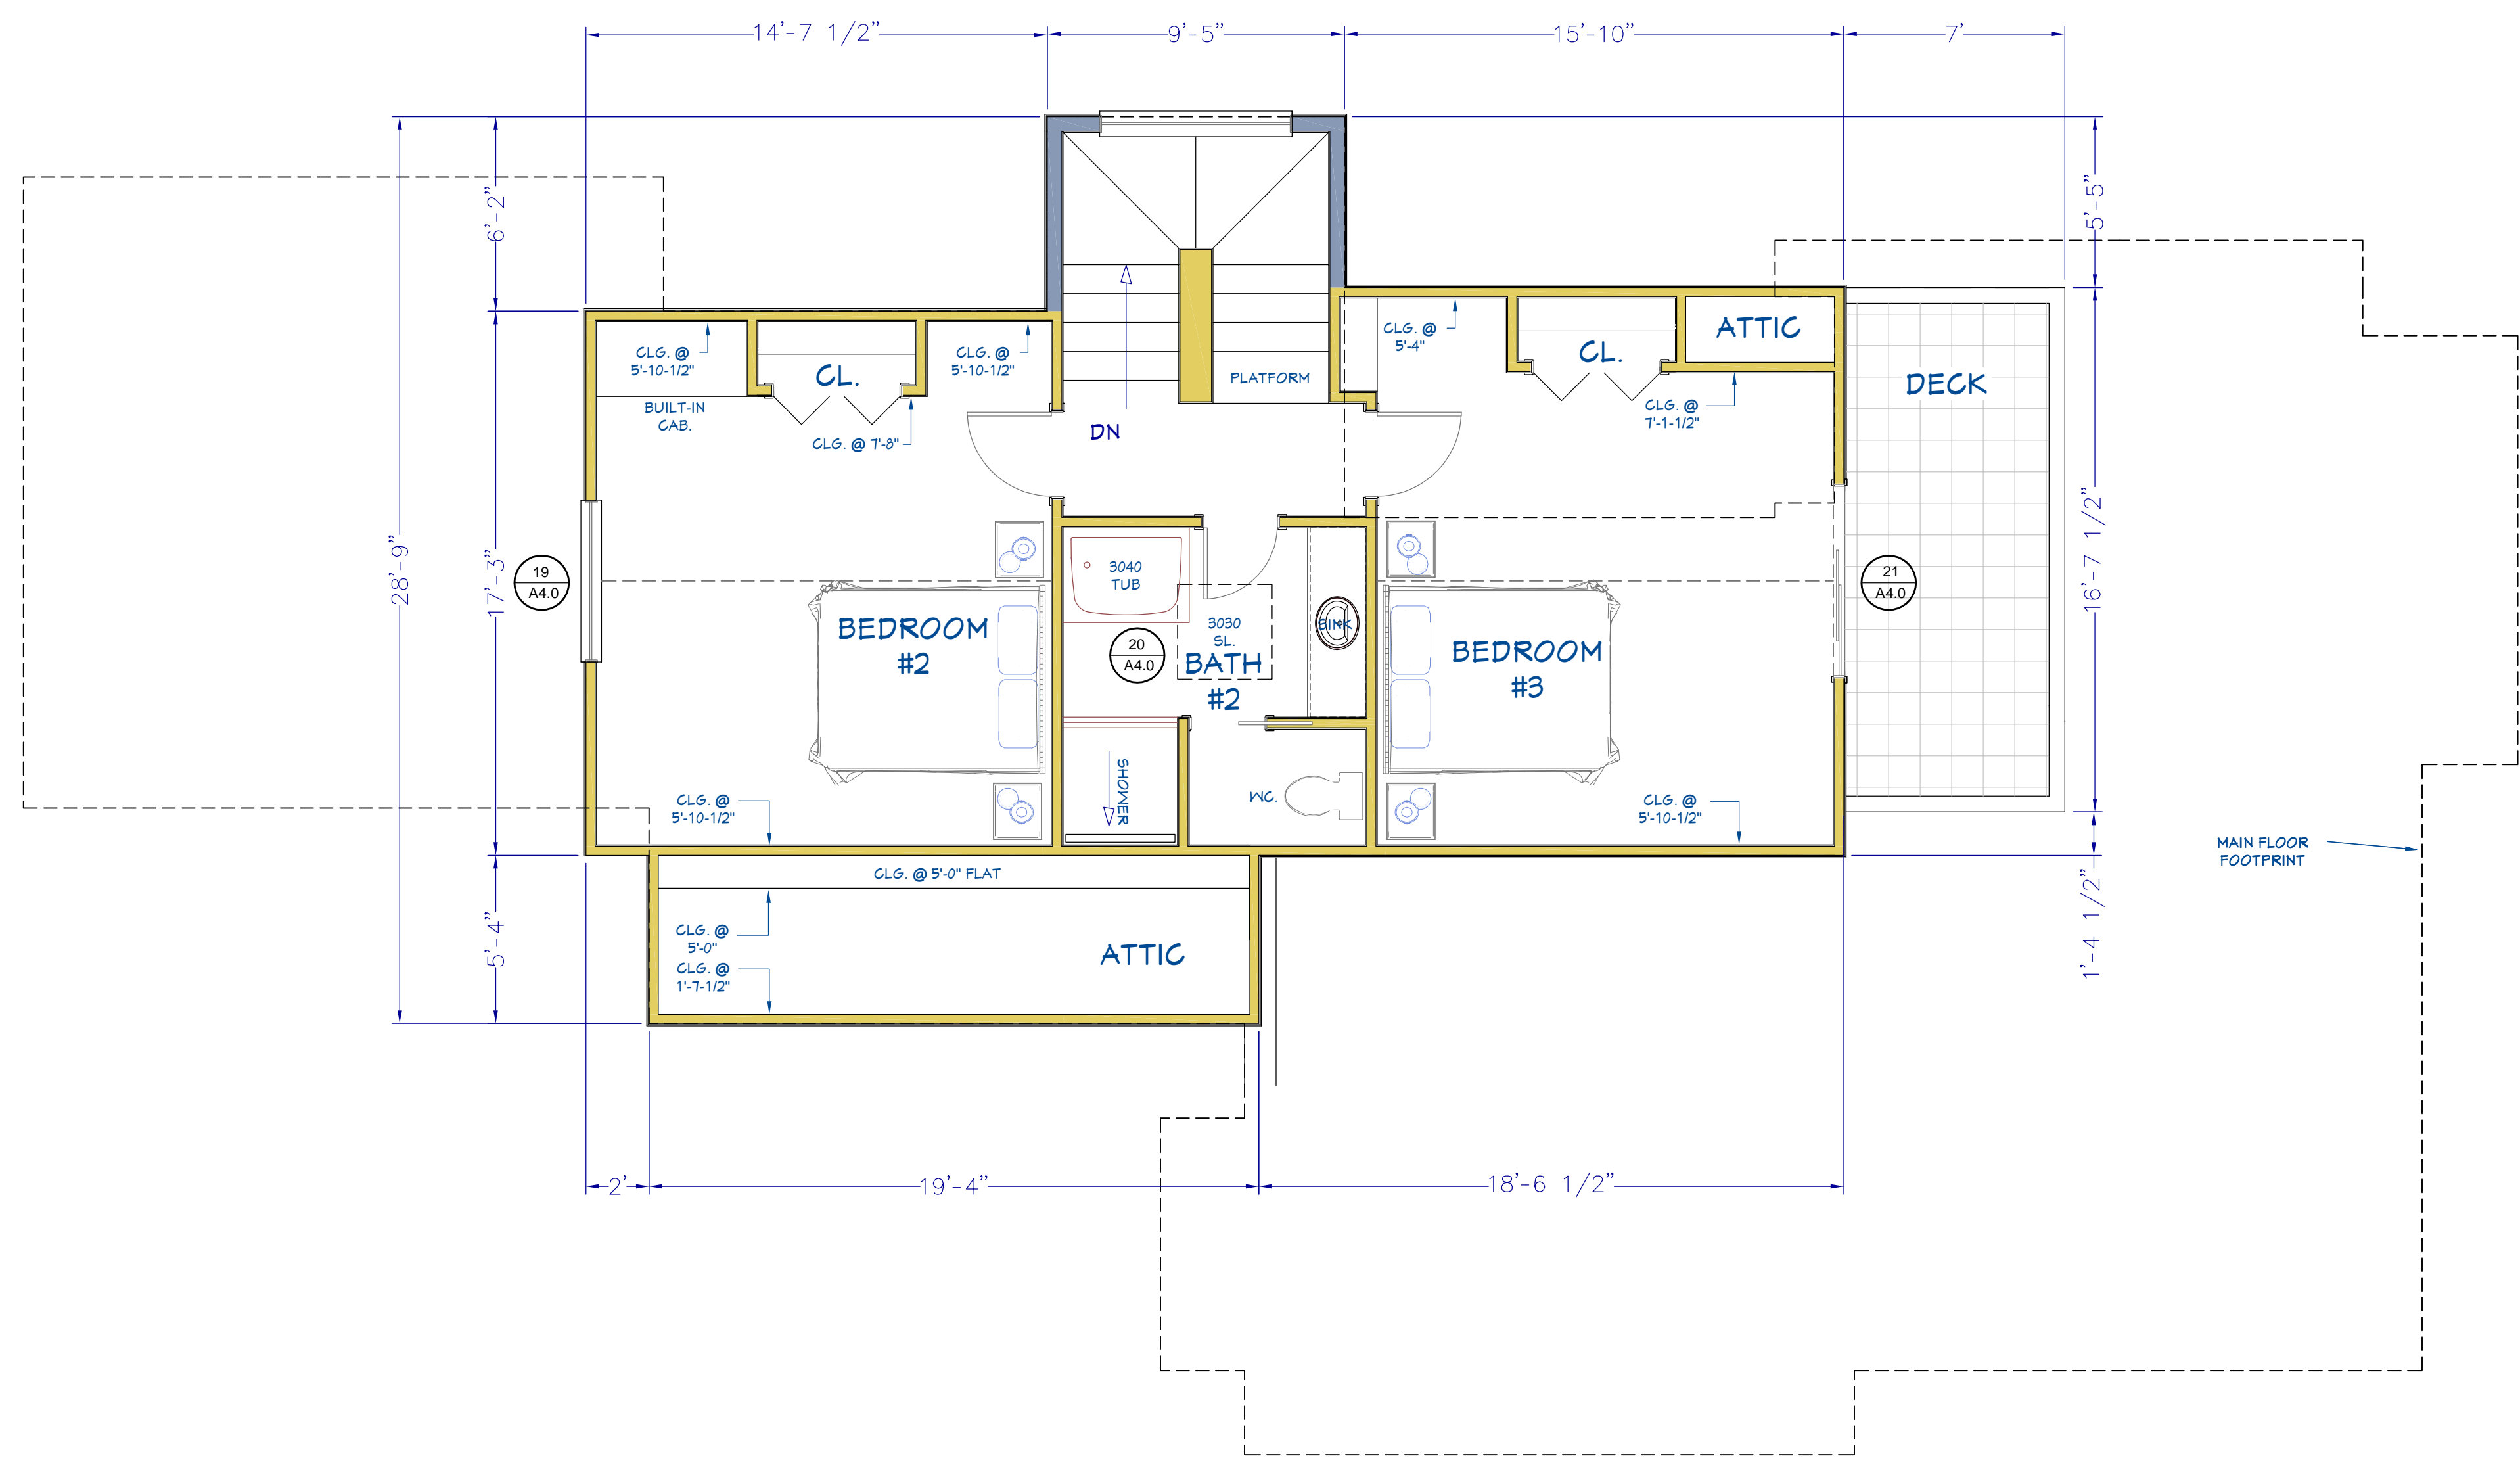 14'-7 1/2"
9'-5"
15'-10"
7'
6'-2"
5'-5"
28'-9"
17'-3"
16'-7 1/2"
5'-4"
1'-4 1/2"
CLG. @
5'-10-1/2"
BUILT-IN
CAB.
CL.
CLG. @
5'-10-1/2"
CLG. @ 7'-8"
PLATFORM
DN
CLG. @
5'-4"
CL.
ATTIC
CLG. @
7'-1-1/2"
DECK
19
A4.0
BEDROOM
#2
3040
TUB
20
A4.0
3030
SL.
BATH
#2
SINK
BEDROOM
#3
21
A4.0
SHOWER
WC.
CLG. @
5'-10-1/2"
CLG. @
5'-10-1/2"
MAIN FLOOR
FOOTPRINT
CLG. @ 5'-0" FLAT
CLG. @
5'-0"
CLG. @
1'-7-1/2"
ATTIC
2'
19'-4"
18'-6 1/2"